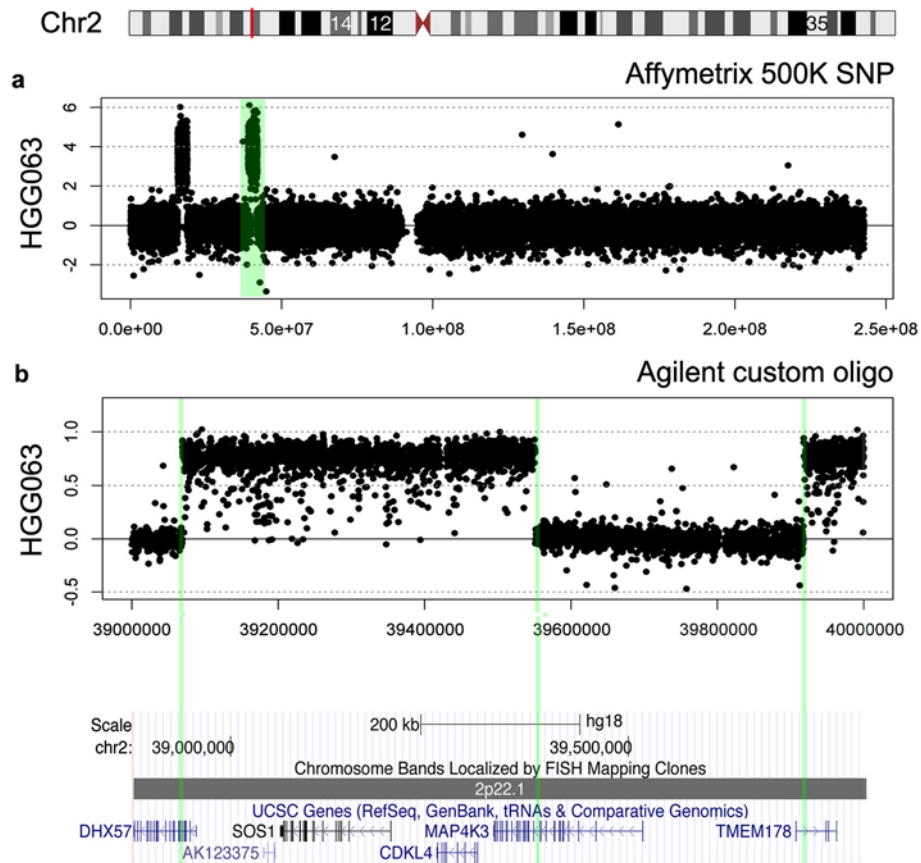 Chr2 14 12 35
a Affymetrix 500K SNP
HGG063
6
4
2
0
-2
0.0e+00 5.0e+07 1.0e+08 1.5e+08 2.0e+08 2.5e+08
b Agilent custom oligo
HGG063
1.0
0.5
0.0
-0.5
39000000 39200000 39400000 39600000 39800000 40000000
Scale 200 kb hg18
chr2: 39,000,000 39,500,000
Chromosome Bands Localized by FISH Mapping Clones
2p22.1
UCSC Genes (RefSeq, GenBank, tRNAs & Comparative Genomics)
DHX57 SOS1 MAP4K3 TMEM178
AK123375 CDKL4